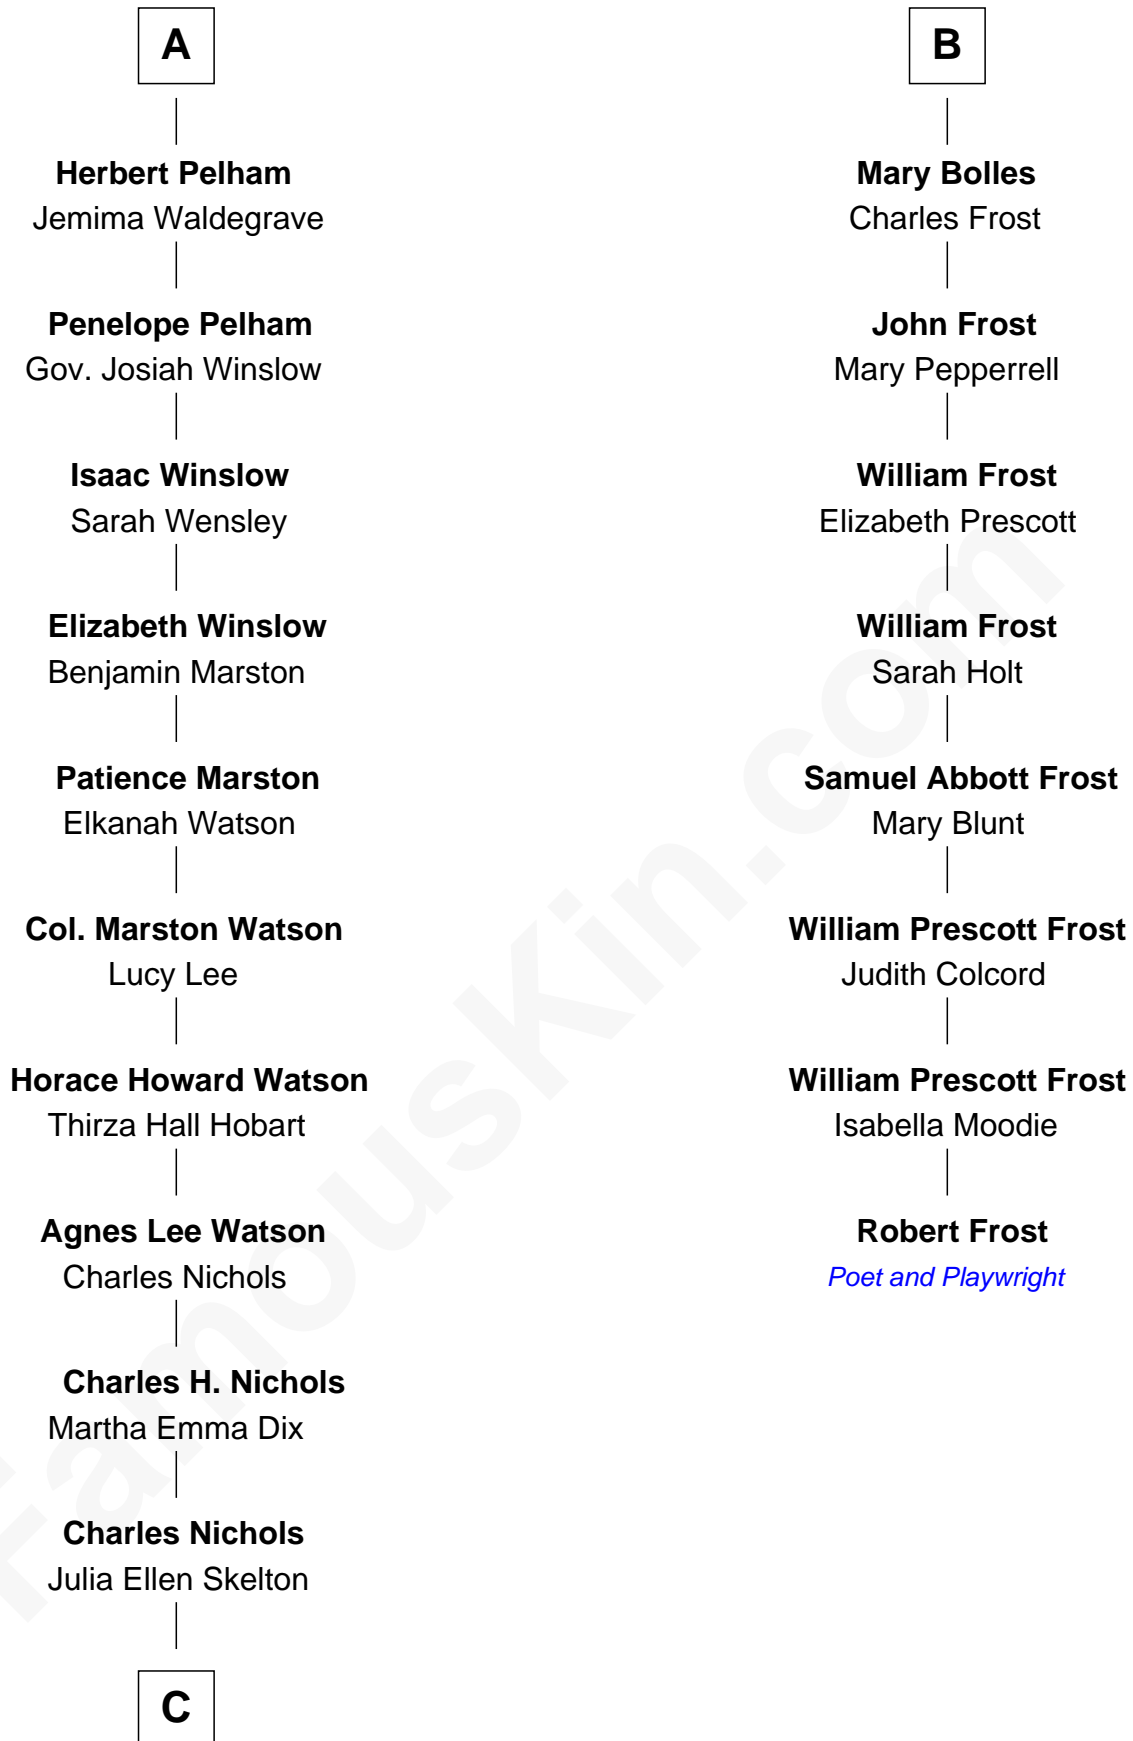 A
Herbert Pelham
Jemima Waldegrave
Penelope Pelham
Gov. Josiah Winslow
Isaac Winslow
Sarah Wensley
Elizabeth Winslow
Benjamin Marston
Patience Marston
Elkanah Watson
Col. Marston Watson
Lucy Lee
Horace Howard Watson
Thirza Hall Hobart
Agnes Lee Watson
Charles Nichols
Charles H. Nichols
Martha Emma Dix
Charles Nichols
Julia Ellen Skelton
C
B
Mary Bolles
Charles Frost
John Frost
Mary Pepperrell
William Frost
Elizabeth Prescott
William Frost
Sarah Holt
Samuel Abbott Frost
Mary Blunt
William Prescott Frost
Judith Colcord
William Prescott Frost
Isabella Moodie
Robert Frost
Poet and Playwright
FamousKin.com